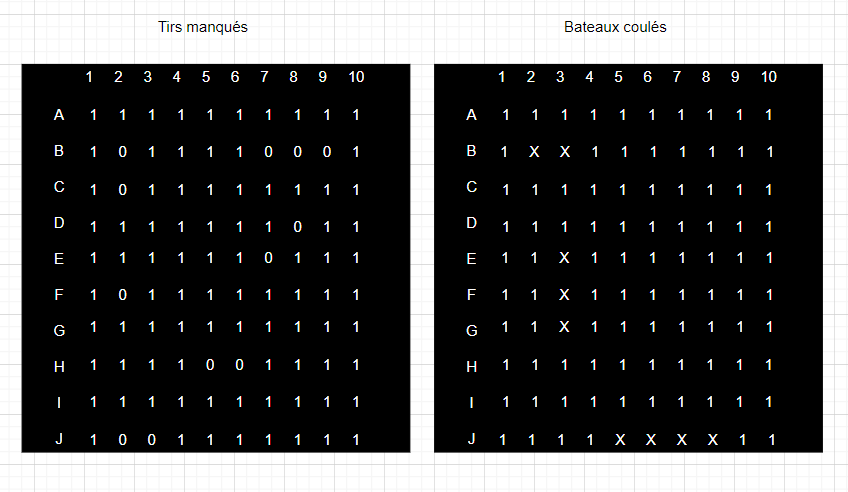 Tirs manqués
1 2 3 4 5 6 7 8 9 10
A 1 1 1 1 1 1 1 1 1 1
B 1 0 1 1 1 1 0 0 0 1
C 1 0 1 1 1 1 1 1 1 1
D 1 1 1 1 1 1 1 0 1 1
E 1 1 1 1 1 1 0 1 1 1
F 1 0 1 1 1 1 1 1 1 1
G 1 1 1 1 1 1 1 1 1 1
H 1 1 1 1 0 0 1 1 1 1
I 1 1 1 1 1 1 1 1 1 1
J 1 0 0 1 1 1 1 1 1 1
Bateaux coulés
1 2 3 4 5 6 7 8 9 10
A 1 1 1 1 1 1 1 1 1 1
B 1 X X 1 1 1 1 1 1 1
C 1 1 1 1 1 1 1 1 1 1
D 1 1 1 1 1 1 1 1 1 1
E 1 1 X 1 1 1 1 1 1 1
F 1 1 X 1 1 1 1 1 1 1
G 1 1 X 1 1 1 1 1 1 1
H 1 1 1 1 1 1 1 1 1 1
I 1 1 1 1 1 1 1 1 1 1
J 1 1 1 1 X X X X 1 1